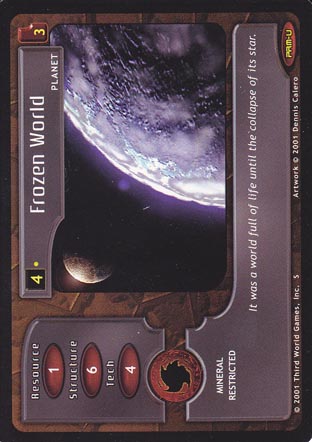 4 Frozen World 3
PLANET
Resource
1
Structure
6
Tech
4
MINERAL
RESTRICTED
It was a world full of life until the collapse of its star.
PRM-U
© 2001 Third World Games, Inc. S
Artwork © 2001 Dennis Calero